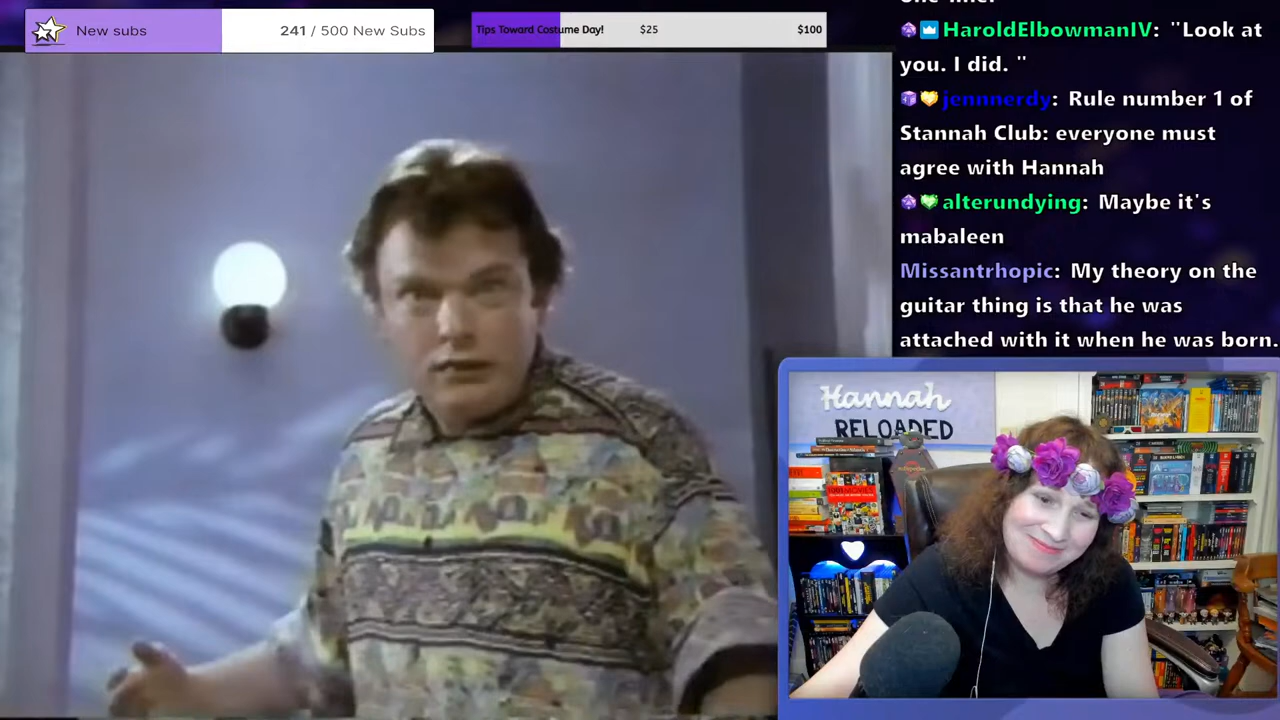 New subs
241 / 500 New Subs
Tips Toward Costume Day!
$25
$100
HaroldElbowmanIV: "Look at
you. I did. "
jennnerdy: Rule number 1 of
Stannah Club: everyone must
agree with Hannah
alterundying: Maybe it's
mabaleen
Missantrhopic: My theory on the
guitar thing is that he was
attached with it when he was born.
Hannah
RELOADED